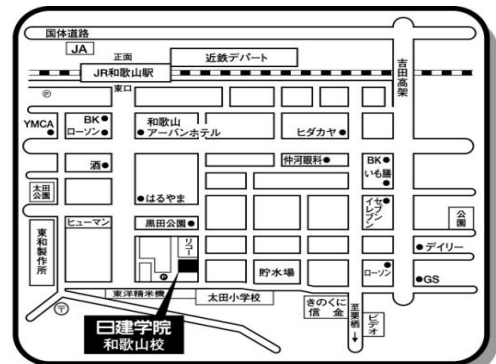 国体道路
JA
正面
近鉄デパート
JR和歌山駅
吉田高架
Ⓟ
東口
YMCA
BK
ローソン
和歌山
アーバンホテル
ヒダカヤ
酒
仲河眼科
BK
いも膳
太田
公園
はるやま
セブン
イレブン
公園
ヒューマン
黒田公園
東和製作所
リコー
デイリー
P
貯水場
ローソン
GS
東洋精米機
太田小学校
きのくに
信金
至栗栖
ビデオ
〒
日建学院
和歌山校